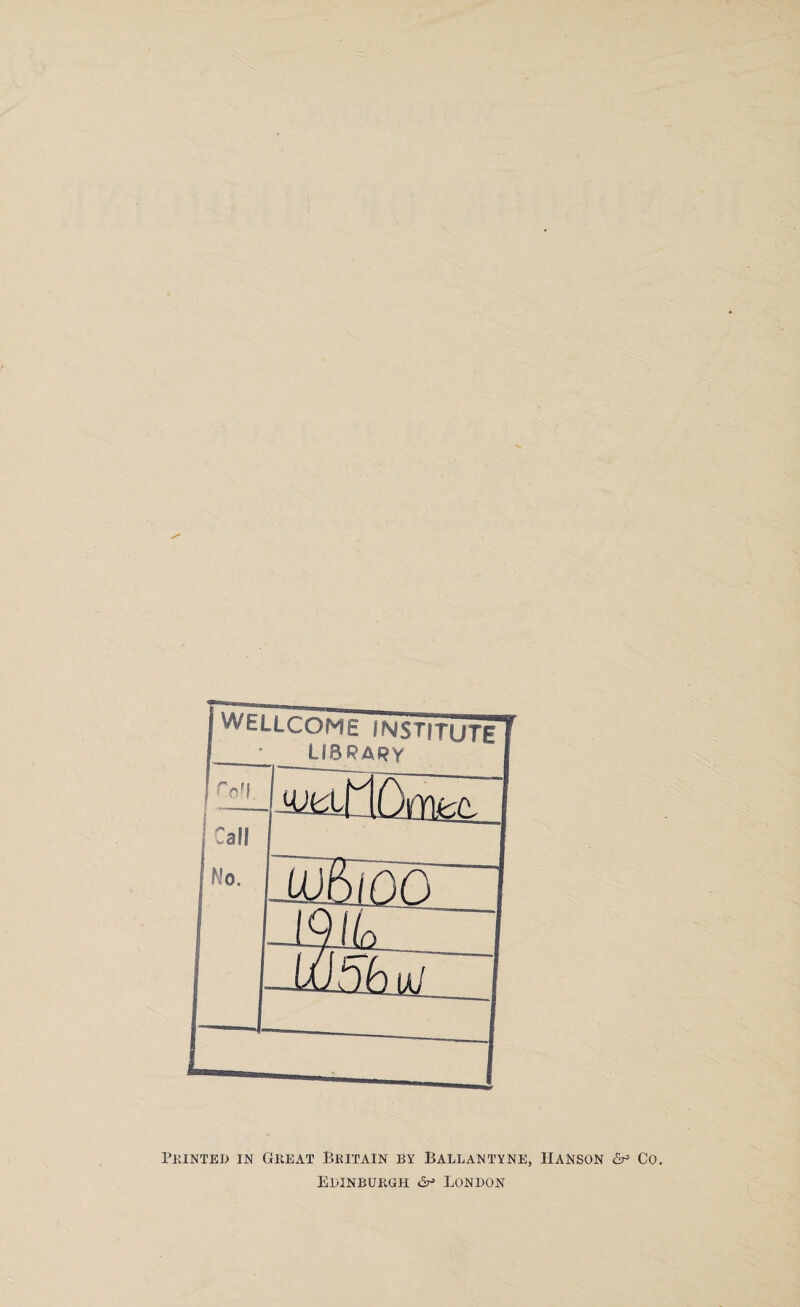 WELLCOME INSTITUTE
LIBRARY
Coll.
welMOmec
Call
No.
WB100
1916
W56w
PRINTED IN GREAT BRITAIN BY BALLANTYNE, HANSON & CO.
EDINBURGH & LONDON